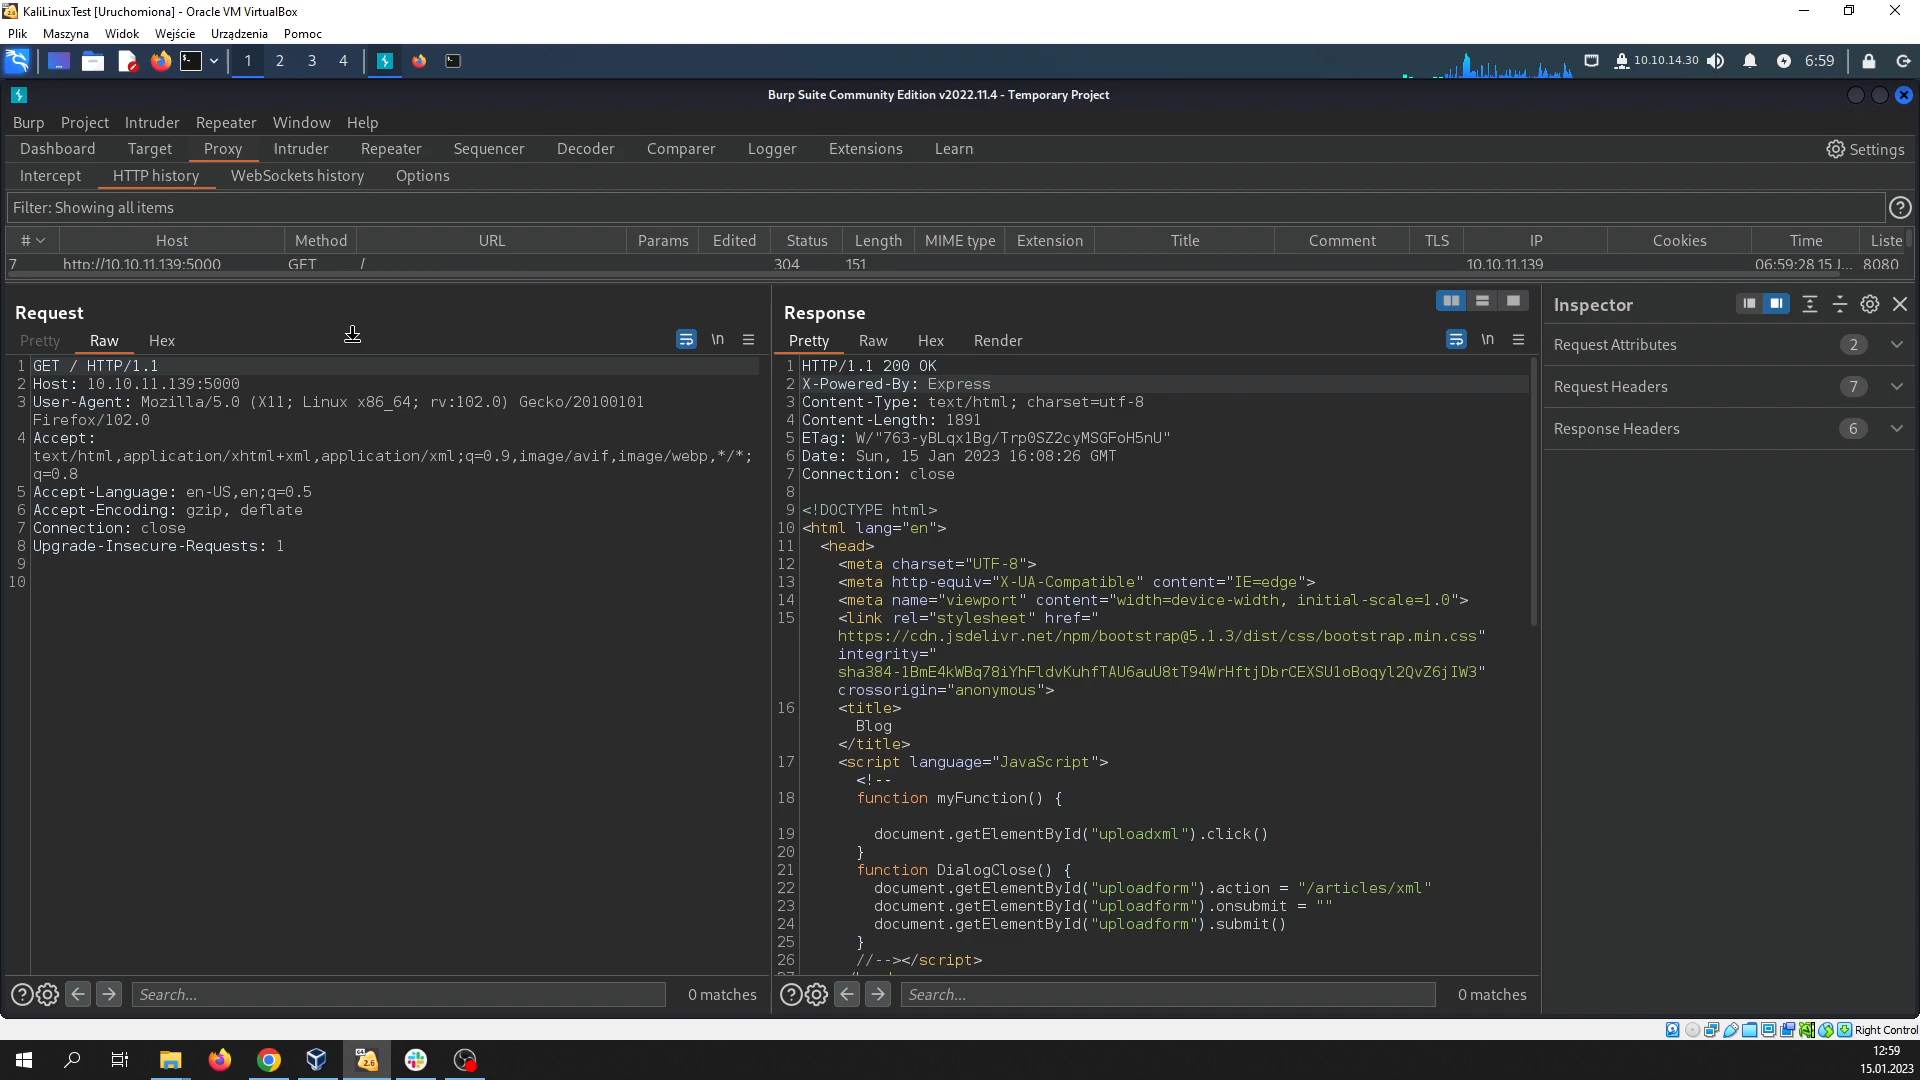 KaliLinuxTest [Uruchomiona] - Oracle VM VirtualBox
Plik Maszyna Widok Wejście Urządzenia Pomoc
1 2 3 4 10.10.14.30 6:59
Burp Suite Community Edition v2022.11.4 - Temporary Project
Burp Project Intruder Repeater Window Help
Dashboard Target Proxy Intruder Repeater Sequencer Decoder Comparer Logger Extensions Learn Settings
Intercept HTTP history WebSockets history Options
Filter: Showing all items
# Host Method URL Params Edited Status Length MIME type Extension Title Comment TLS IP Cookies Time Liste
7 http://10.10.11.139:5000 GET / 304 151 10.10.11.139 06:59:28 15 J... 8080
Request
Pretty Raw Hex \n
1 GET / HTTP/1.1
2 Host: 10.10.11.139:5000
3 User-Agent: Mozilla/5.0 (X11; Linux x86_64; rv:102.0) Gecko/20100101
Firefox/102.0
4 Accept:
text/html,application/xhtml+xml,application/xml;q=0.9,image/avif,image/webp,*/*;
q=0.8
5 Accept-Language: en-US,en;q=0.5
6 Accept-Encoding: gzip, deflate
7 Connection: close
8 Upgrade-Insecure-Requests: 1
9
10
Search... 0 matches
Response
Pretty Raw Hex Render \n
1 HTTP/1.1 200 OK
2 X-Powered-By: Express
3 Content-Type: text/html; charset=utf-8
4 Content-Length: 1891
5 ETag: W/"763-yBLqx1Bg/Trp0SZ2cyMSGFoH5nU"
6 Date: Sun, 15 Jan 2023 16:08:26 GMT
7 Connection: close
8
9 <!DOCTYPE html>
10 <html lang="en">
11 <head>
12 <meta charset="UTF-8">
13 <meta http-equiv="X-UA-Compatible" content="IE=edge">
14 <meta name="viewport" content="width=device-width, initial-scale=1.0">
15 <link rel="stylesheet" href="
https://cdn.jsdelivr.net/npm/bootstrap@5.1.3/dist/css/bootstrap.min.css"
integrity="
sha384-1BmE4kWBq78iYhFldvKuhfTAU6auU8tT94WrHftjDbrCEXSU1oBoqyl2QvZ6jIW3"
crossorigin="anonymous">
16 <title>
Blog
</title>
17 <script language="JavaScript">
<!--
18 function myFunction() {
19 document.getElementById("uploadxml").click()
20 }
21 function DialogClose() {
22 document.getElementById("uploadform").action = "/articles/xml"
23 document.getElementById("uploadform").onsubmit = ""
24 document.getElementById("uploadform").submit()
25 }
26 //--></script>
Search... 0 matches
Inspector
Request Attributes 2
Request Headers 7
Response Headers 6
Right Control
2.6
12:59
15.01.2023